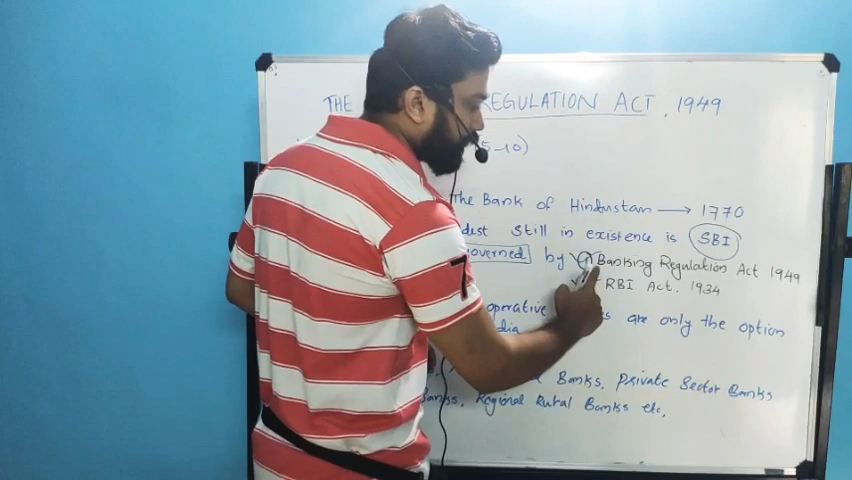 THE REGULATION ACT, 1949
5-10)
The Bank of Hindustan → 1770
dest still in existence is SBI
overned by Banking Regulation Act 1949
RBI Act. 1934
operative are only the option
dia
Banks, Private Sector Banks
Banks, Regional Rural Banks etc,
7